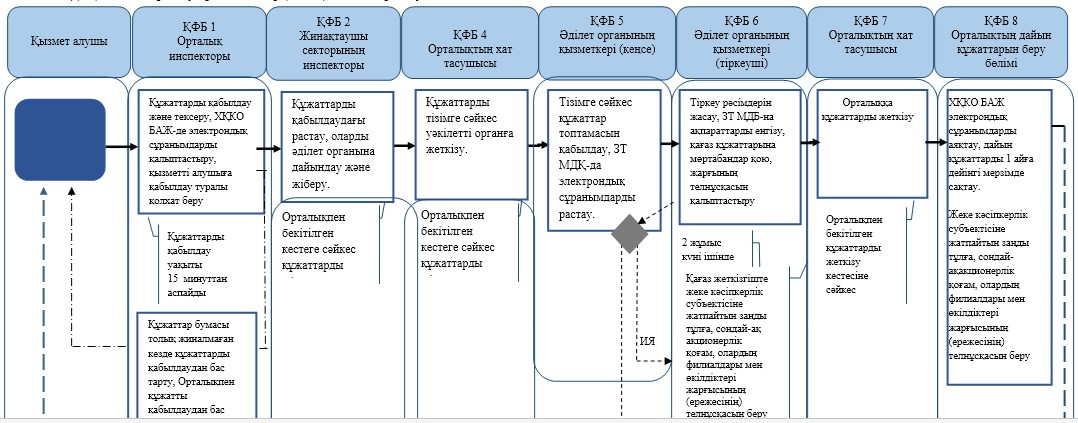 Қызмет алушы
ҚФБ 1
Орталық
инспекторы
ҚФБ 2
Жинақтаушы
секторының
инспекторы
ҚФБ 4
Орталықтың хат
тасушысы
ҚФБ 5
Әділет органының
қызметкері (кеңсе)
ҚФБ 6
Әділет органының
қызметкері
(тіркеуші)
ҚФБ 7
Орталықтың хат
тасушысы
ҚФБ 8
Орталықтың дайын
құжаттарын беру
бөлімі
Құжаттарды қабылдау
және тексеру, ХҚКО
БАЖ-де электрондық
сұранымдарды
қалыптастыру,
қызметті алушыға
қабылдау туралы
қолхат беру
Құжаттарды
қабылдау
уақыты
15 минуттан
аспайды
Құжаттар бумасы
толық жиналмаған
кезде құжаттарды
қабылдаудан бас
тарту, Орталықпен
құжатты
қабылдаудан бас
Құжаттарды
қабылдаудағы
растау, оларды
әділет органына
дайындау және
жіберу.
Орталықпен
бекітілген
кестеге сәйкес
құжаттарды
Құжаттарды
тізімге сәйкес
уәкілетті органға
жеткізу.
Орталықпен
бекітілген
кестеге сәйкес
құжаттарды
Тізімге сәйкес
құжаттар
топтамасын
қабылдау, ЗТ
МДҚ-да
электрондық
сұранымдарды
растау.
ИЯ
Тіркеу рәсімдерін
жасау, ЗТ МДБ-на
ақпараттарды енгізу,
қағаз құжаттарына
мертабандар қою,
жарғының
телнұсқасын
қалыптастыру
2 жұмыс
күні ішінде
Қағаз жеткізгіште
жеке кәсіпкерлік
субъектісіне
жатпайтын заңды
тұлға, сондай-ақ
акционерлік
қоғам, олардың
филиалдары мен
өкілдіктері
жарғысының
(ережесінің)
телнұсқасын беру
Орталыққа
құжаттарды жеткізу
Орталықпен
бекітілген
құжаттарды
жеткізу
кестесіне
сәйкес
ХҚКО БАЖ
электрондық
сұранымдарды
аяқтау, дайын
құжаттарды 1 айға
дейінгі мерзімде
сақтау.
Жеке кәсіпкерлік
субъектісіне
жатпайтын заңды
тұлға, сондай-
ақакционерлік
қоғам, олардың
филиалдары мен
өкілдіктері
жарғысының
(ережесінің)
телнұсқасын беру